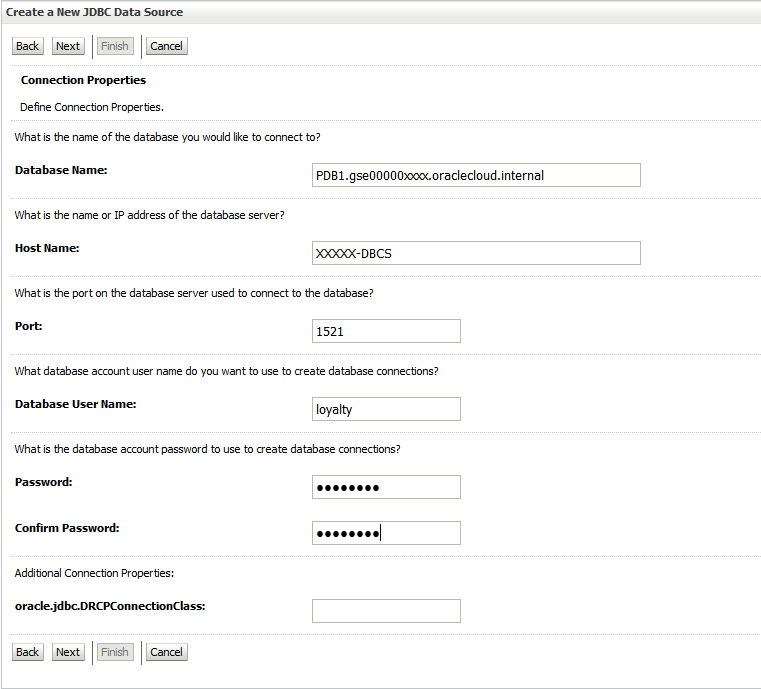 Create a New JDBC Data Source
Back Next Finish Cancel
Connection Properties
Define Connection Properties.
What is the name of the database you would like to connect to?
Database Name: PDB1.gse00000xxxx.oraclecloud.internal
What is the name or IP address of the database server?
Host Name: XXXXX-DBCS
What is the port on the database server used to connect to the database?
Port: 1521
What database account user name do you want to use to create database connections?
Database User Name: loyalty
What is the database account password to use to create database connections?
Password: ●●●●●●●●
Confirm Password: ●●●●●●●●
Additional Connection Properties:
oracle.jdbc.DRCPConnectionClass:
Back Next Finish Cancel